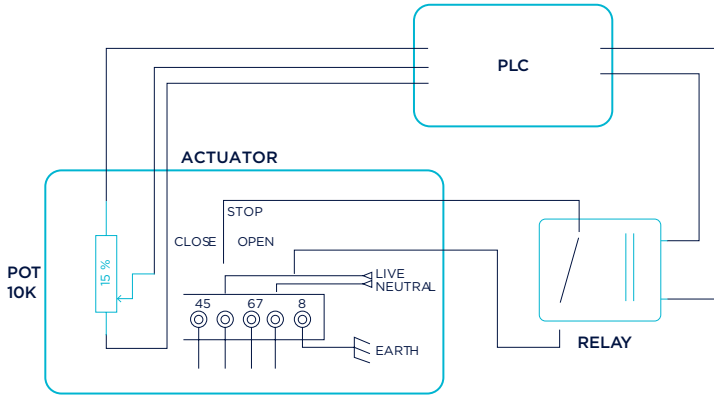 PLC
ACTUATOR
STOP
CLOSE OPEN
POT
10K
15 %
LIVE
NEUTRAL
45 67 8
EARTH
RELAY